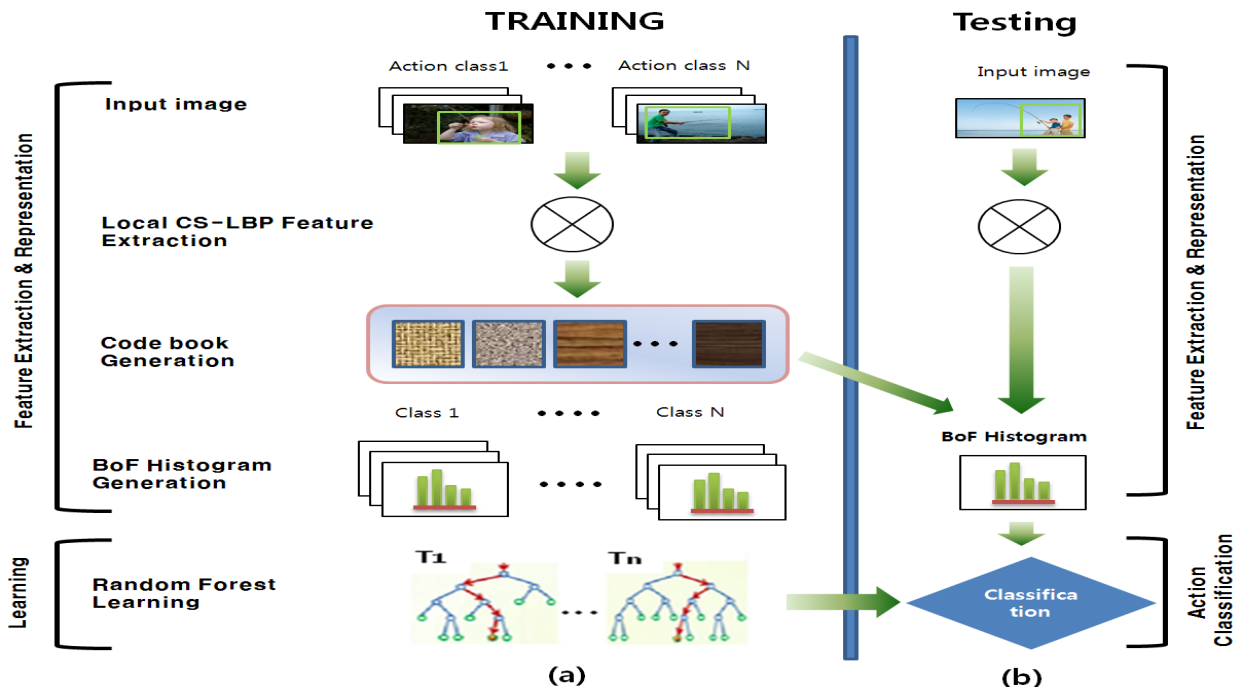 TRAINING
Testing
Action class1
Action class N
Input image
Input image
Local CS-LBP Feature
Extraction
Code book
Generation
Class 1
Class N
BoF Histogram
Generation
BoF Histogram
Feature Extraction & Representation
Feature Extraction & Representation
T1
Tn
Random Forest
Learning
Learning
Classifica
tion
Action
Classification
(a)
(b)